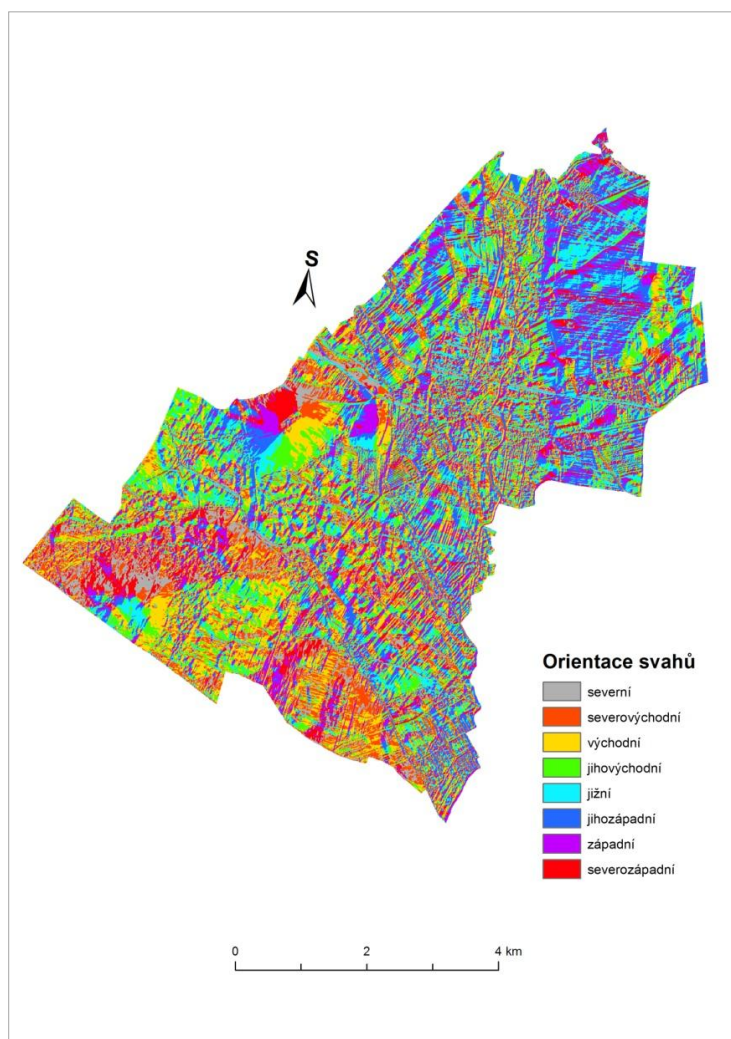 S
Orientace svahů
severní
severovýchodní
východní
jihovýchodní
jižní
jihozápadní
západní
severozápadní
0 2 4 km